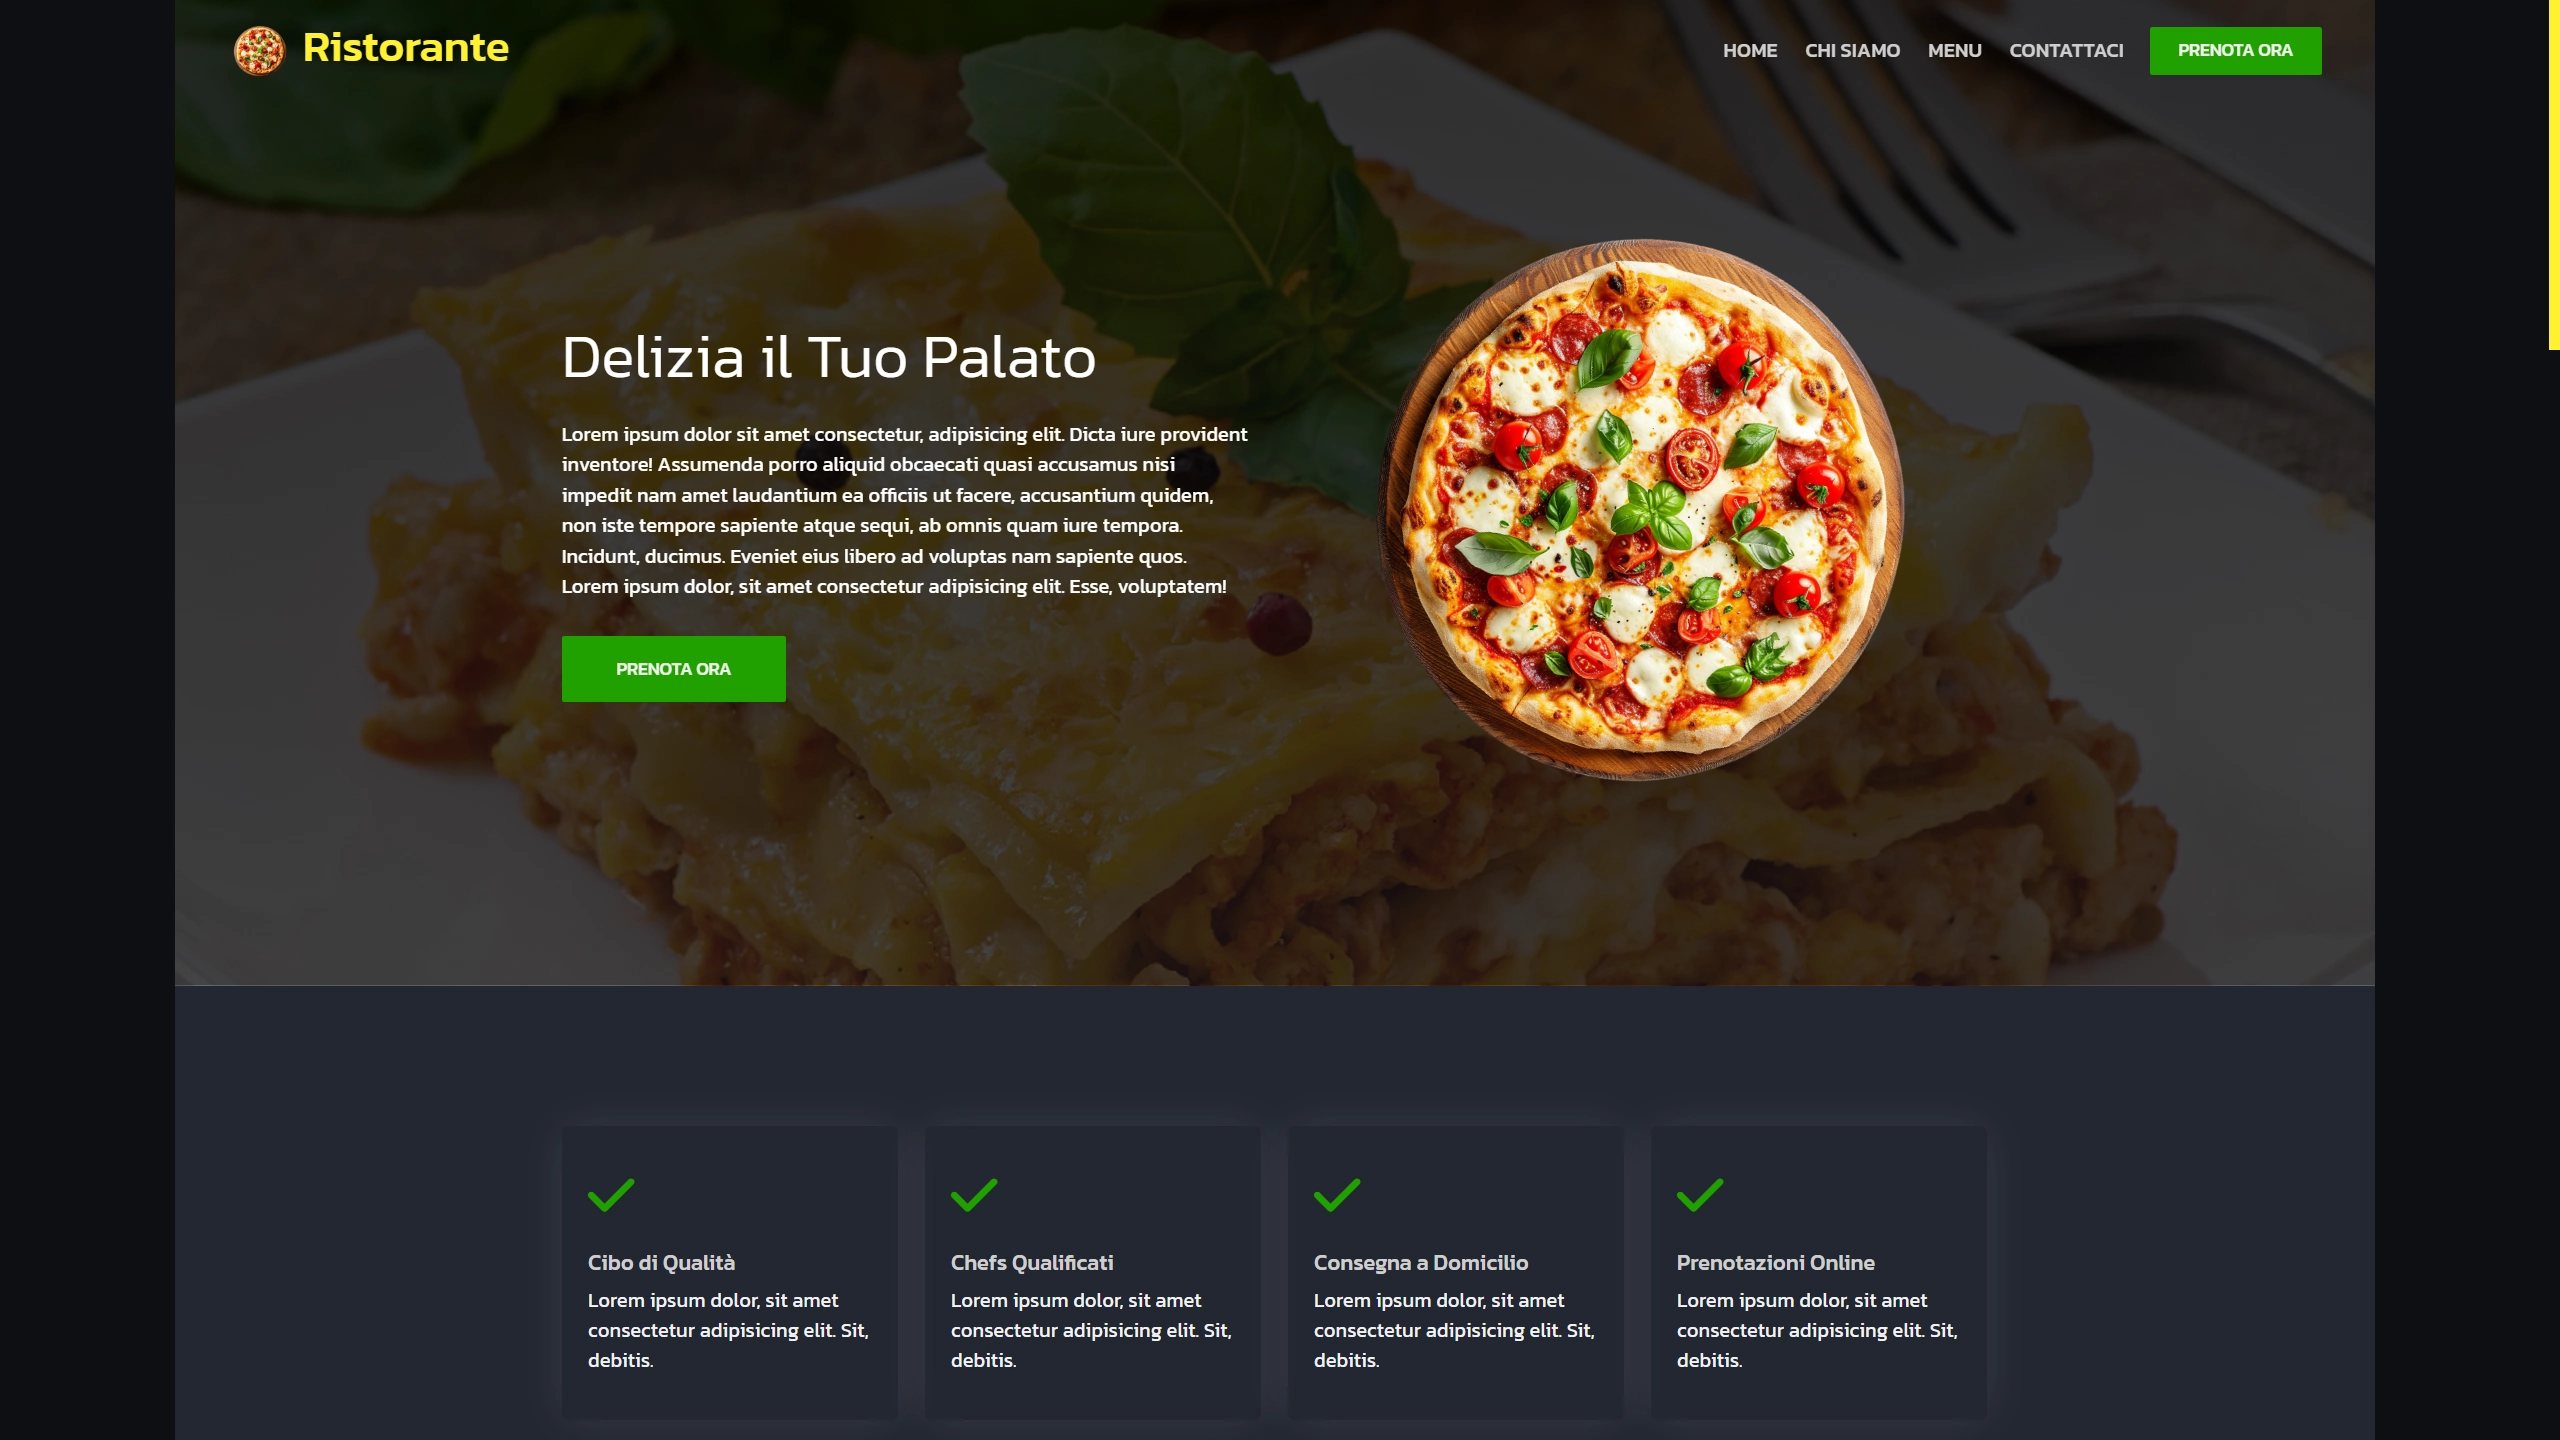 Ristorante
HOME
CHI SIAMO
MENU
CONTATTACI
PRENOTA ORA
Delizia il Tuo Palato
Lorem ipsum dolor sit amet consectetur, adipisicing elit. Dicta iure provident
inventore! Assumenda porro aliquid obcaecati quasi accusamus nisi
impedit nam amet laudantium ea officiis ut facere, accusantium quidem,
non iste tempore sapiente atque sequi, ab omnis quam iure tempora.
Incidunt, ducimus. Eveniet eius libero ad voluptas nam sapiente quos.
Lorem ipsum dolor, sit amet consectetur adipisicing elit. Esse, voluptatem!
PRENOTA ORA
Cibo di Qualità
Lorem ipsum dolor, sit amet
consectetur adipisicing elit. Sit,
debitis.
Chefs Qualificati
Lorem ipsum dolor, sit amet
consectetur adipisicing elit. Sit,
debitis.
Consegna a Domicilio
Lorem ipsum dolor, sit amet
consectetur adipisicing elit. Sit,
debitis.
Prenotazioni Online
Lorem ipsum dolor, sit amet
consectetur adipisicing elit. Sit,
debitis.